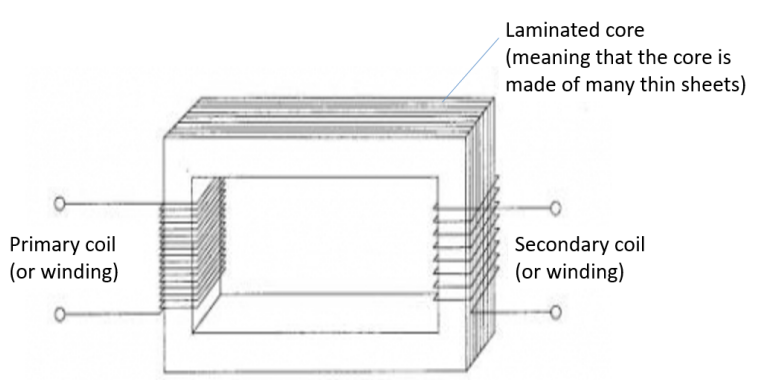 Laminated core
(meaning that the core is
made of many thin sheets)
Primary coil
(or winding)
Secondary coil
(or winding)